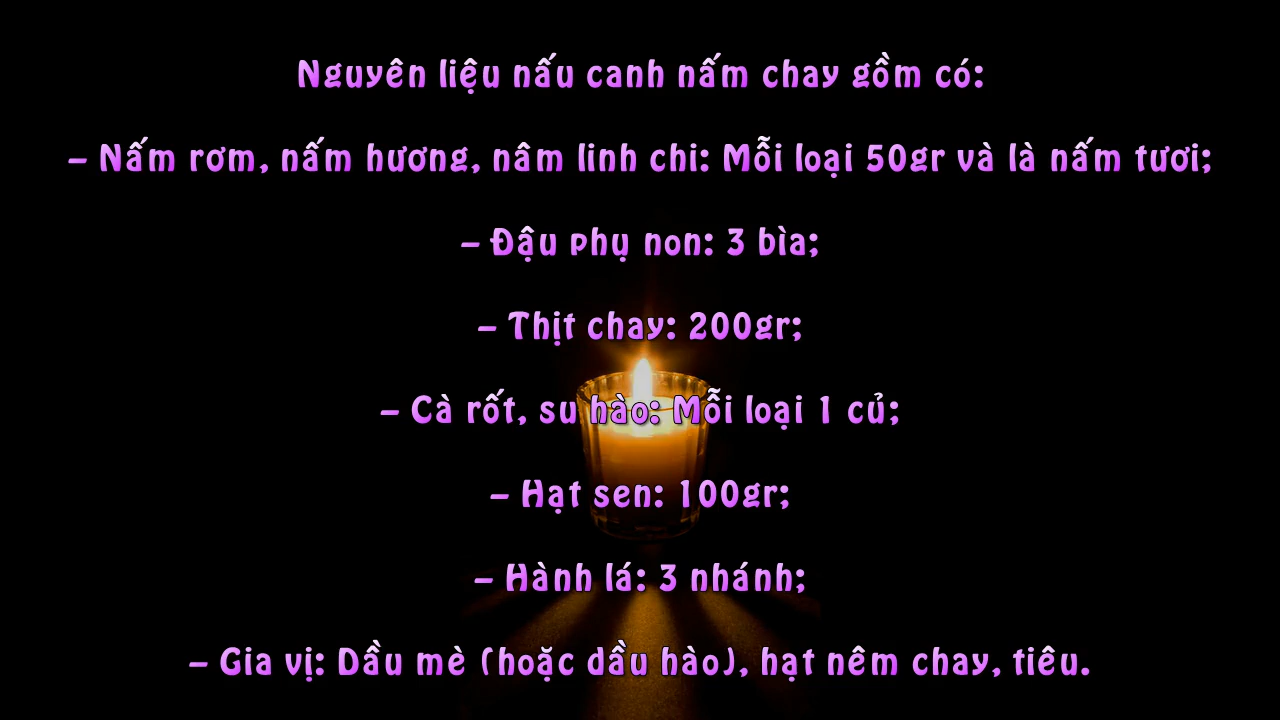 Nguyên liệu nấu canh nấm chay gồm có:
– Nấm rơm, nấm hương, nâm linh chi: Mỗi loại 50gr và là nấm tươi;
– Đậu phụ non: 3 bìa;
– Thịt chay: 200gr;
– Cà rốt, su hào: Mỗi loại 1 củ;
– Hạt sen: 100gr;
– Hành lá: 3 nhánh;
– Gia vị: Dầu mè (hoặc dầu hào), hạt nêm chay, tiêu.